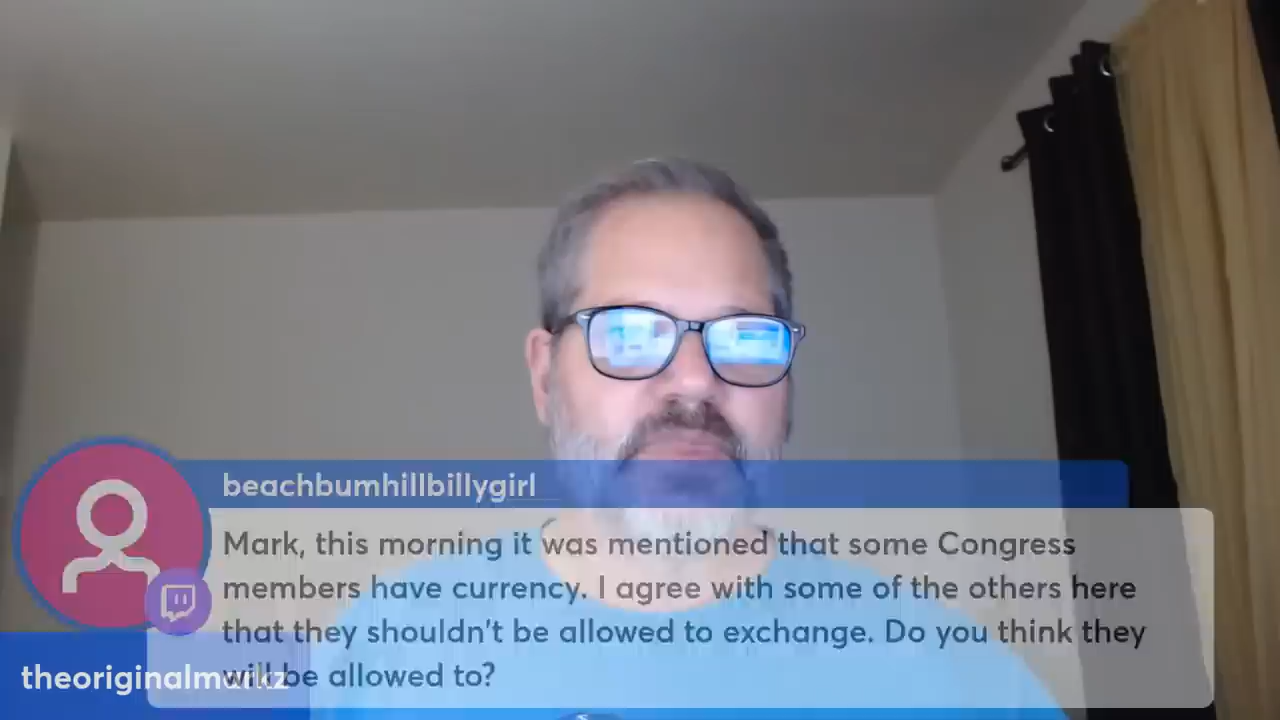 beachbumhillbillygirl
Mark, this morning it was mentioned that some Congress
members have currency. I agree with some of the others here
that they shouldn't be allowed to exchange. Do you think they
will be allowed to?
theoriginalmarkz